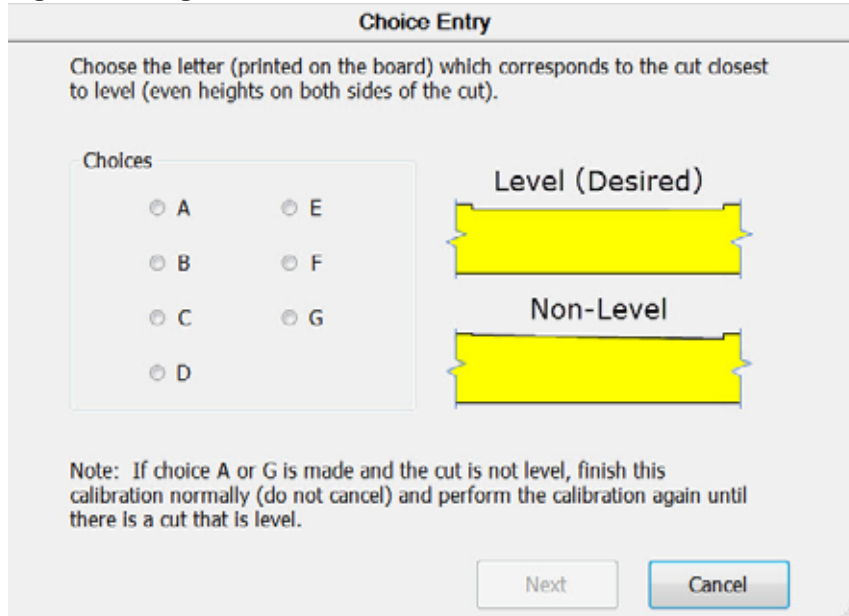 Choice Entry
Choose the letter (printed on the board) which corresponds to the cut closest
to level (even heights on both sides of the cut).
Choices
A
E
B
F
C
G
D
Level (Desired)
Non-Level
Note: If choice A or G is made and the cut is not level, finish this
calibration normally (do not cancel) and perform the calibration again until
there is a cut that is level.
Next
Cancel